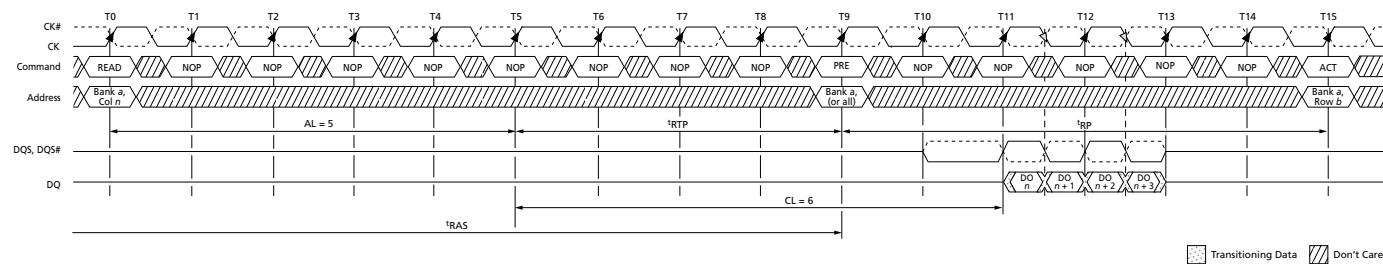 T0 T1 T2 T3 T4 T5 T6 T7 T8 T9 T10 T11 T12 T13 T14 T15
CK#
CK
Command READ NOP NOP NOP NOP NOP NOP NOP NOP PRE NOP NOP NOP NOP NOP ACT
Address Bank a, Col n Bank a, (or all) Bank a, Row b
AL = 5 tRTP tRP
DQS, DQS#
DQ DO n DO n + 1 DO n + 2 DO n + 3
CL = 6
tRAS
Transitioning Data Don't Care